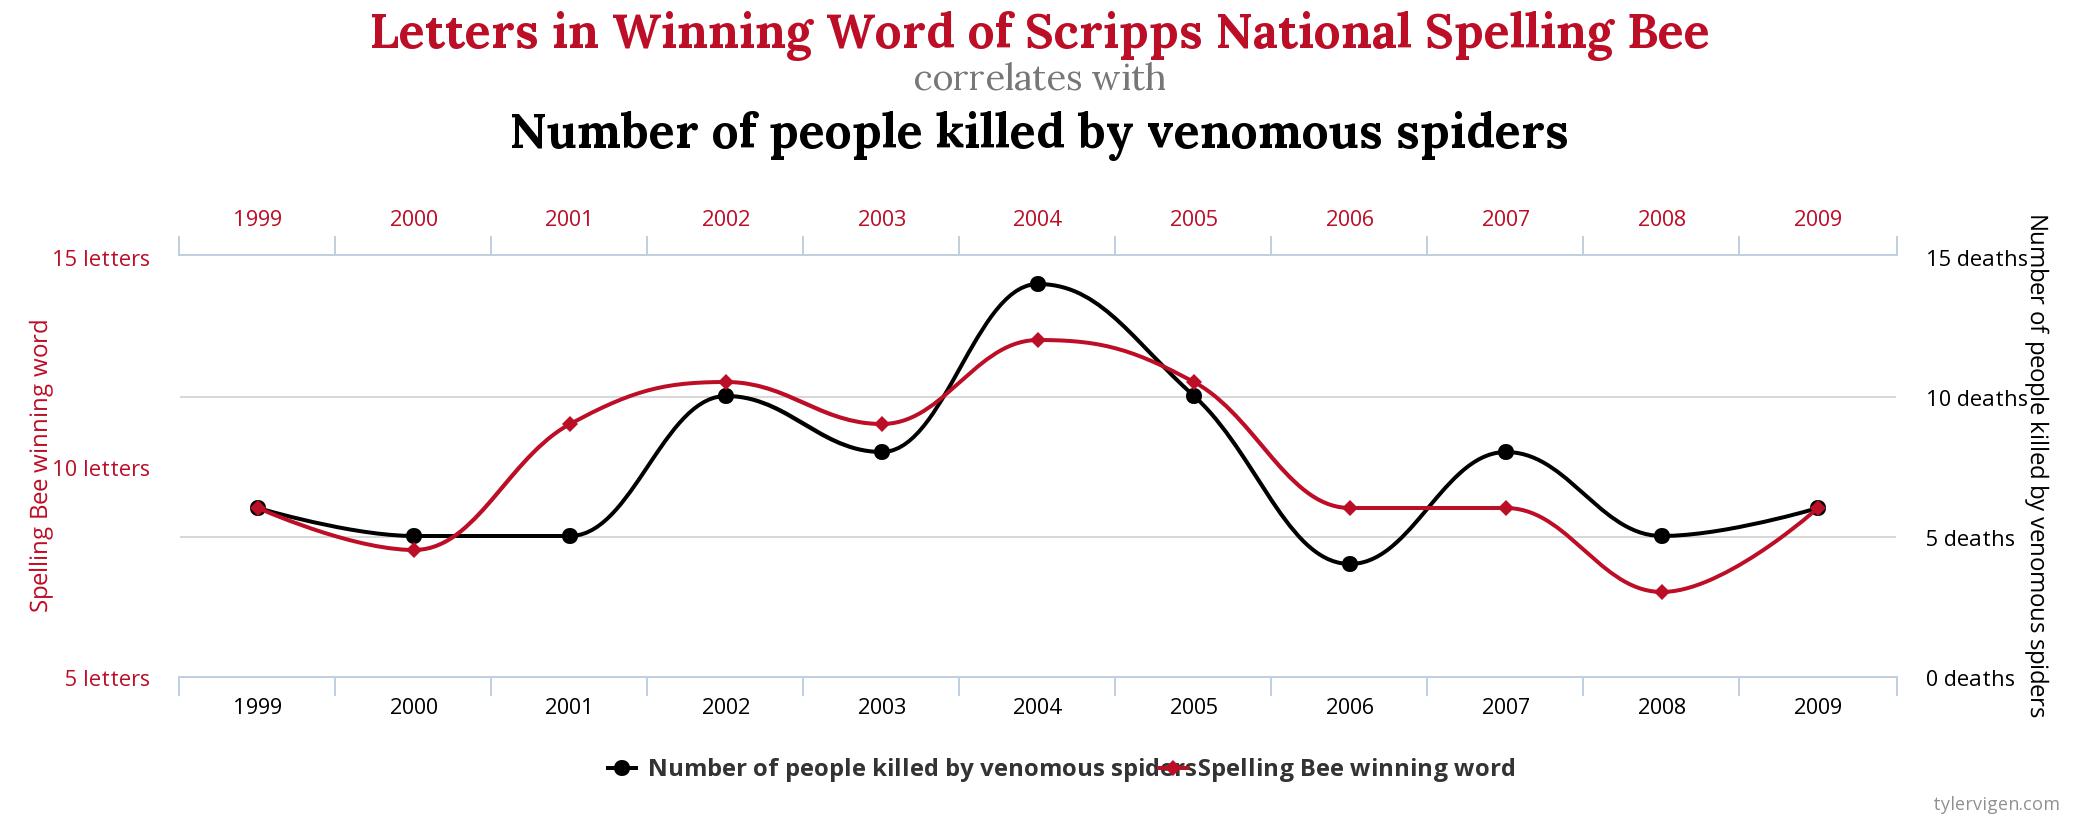 Letters in Winning Word of Scripps National Spelling Bee
correlates with
Number of people killed by venomous spiders
1999 2000 2001 2002 2003 2004 2005 2006 2007 2008 2009
15 letters
10 letters
5 letters
Spelling Bee winning word
15 deaths
10 deaths
5 deaths
0 deaths
Number of people killed by venomous spiders
1999 2000 2001 2002 2003 2004 2005 2006 2007 2008 2009
Number of people killed by venomous spiders Spelling Bee winning word
tylervigen.com